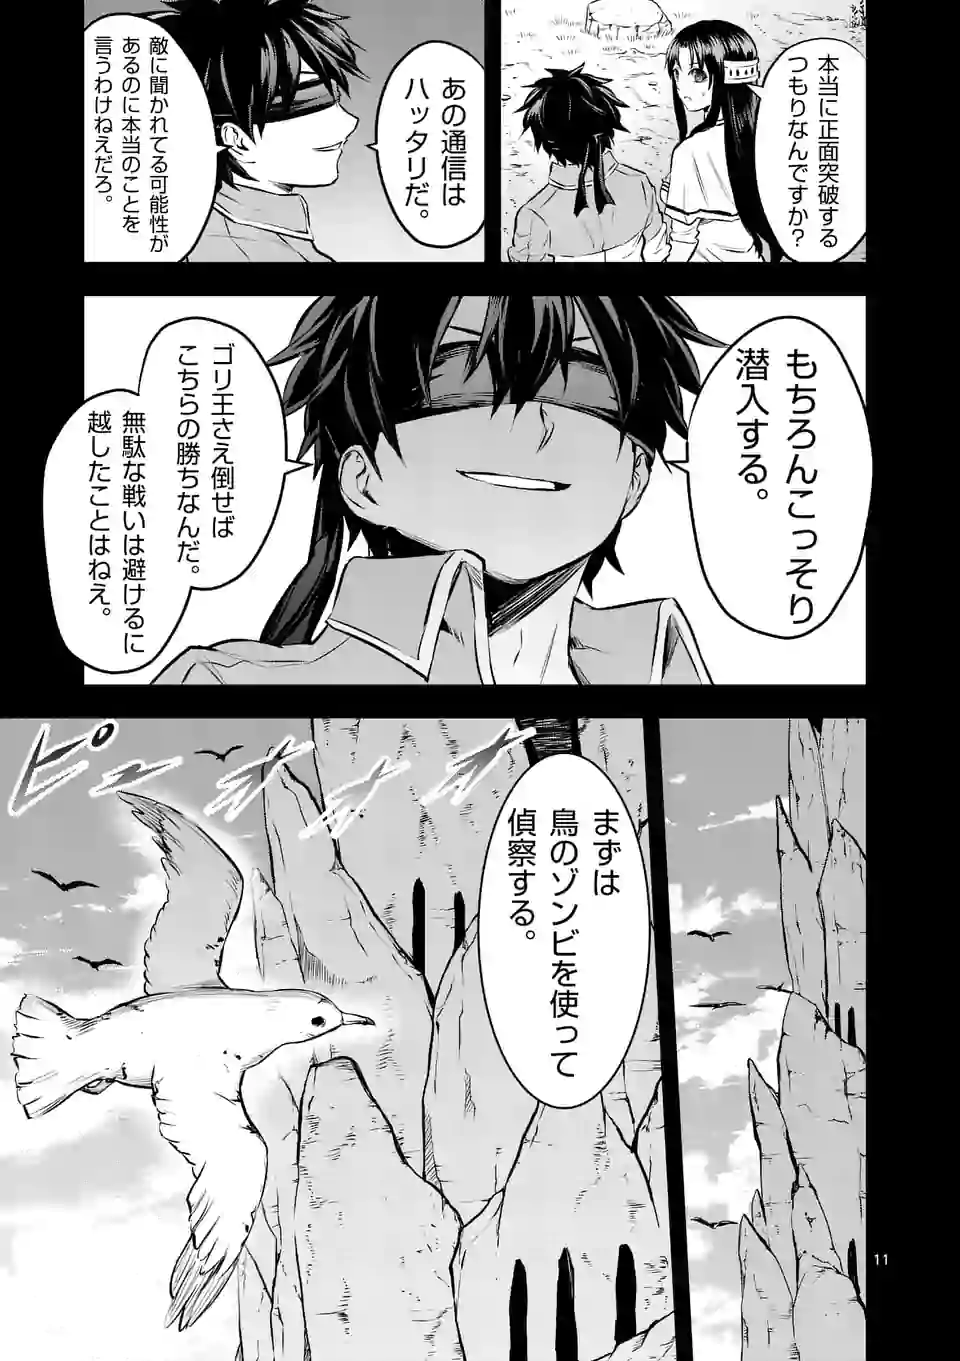 本当に正面突破する
つもりなんですか？
あの通信は
ハッタリだ。
敵に聞かれてる可能性が
あるのに本当のことを
言うわけねえだろ。
もちろんこっそり
潜入する。
ゴリ王さえ倒せば
こちらの勝ちなんだ。
無駄な戦いは避けるに
越したことはねえ。
まずは
鳥のゾンビを使って
偵察する。
ピュォォォォ
11